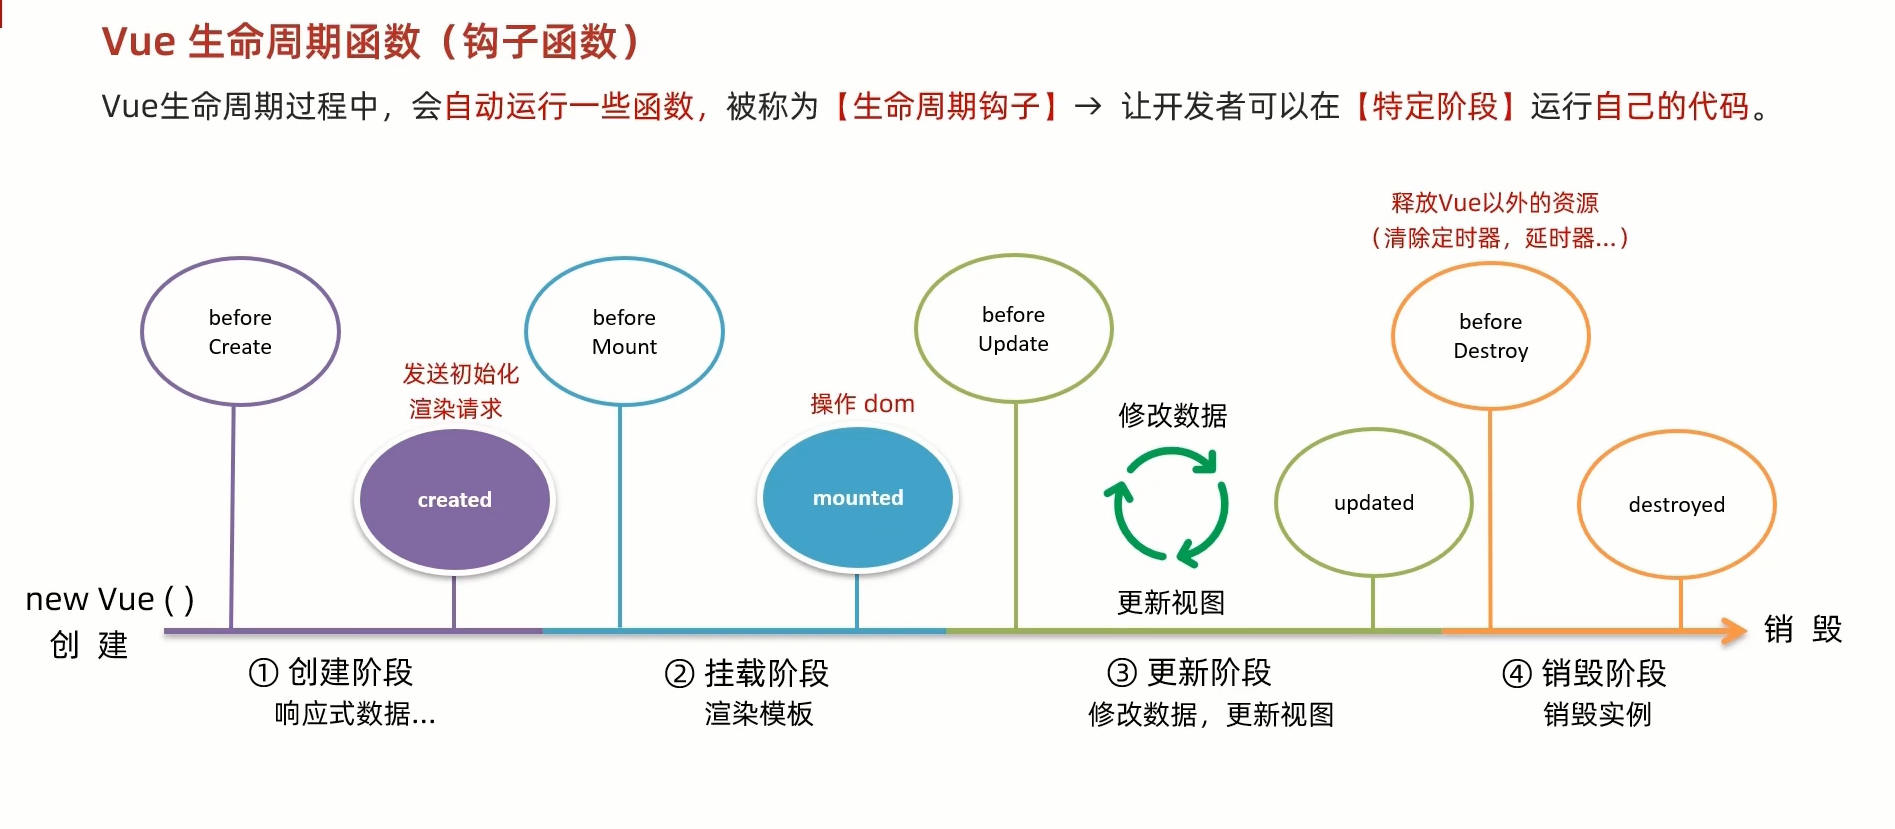 Vue 生命周期函数（钩子函数）
Vue生命周期过程中，会自动运行一些函数，被称为【生命周期钩子】→ 让开发者可以在【特定阶段】运行自己的代码。
释放Vue以外的资源
（清除定时器，延时器...）
before
Create
发送初始化
渲染请求
created
before
Mount
操作 dom
mounted
before
Update
修改数据
更新视图
updated
before
Destroy
destroyed
new Vue ( )
创 建
销 毁
① 创建阶段
响应式数据...
② 挂载阶段
渲染模板
③ 更新阶段
修改数据，更新视图
④ 销毁阶段
销毁实例